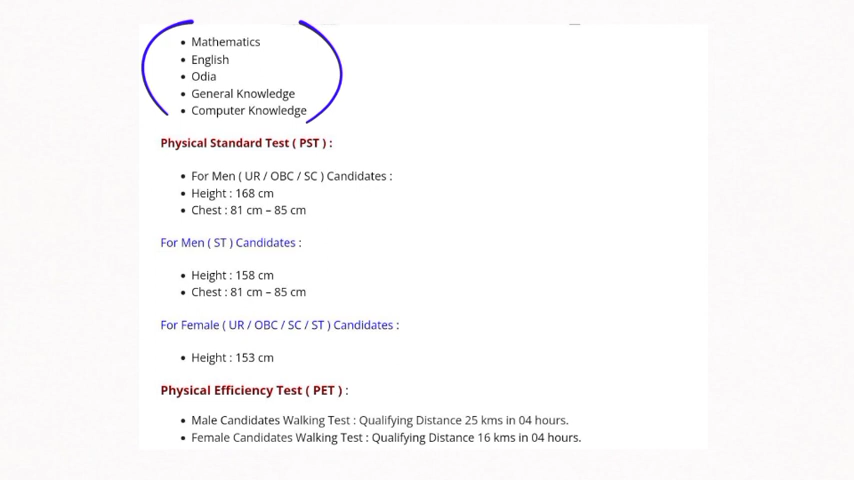 Mathematics
English
Odia
General Knowledge
Computer Knowledge
Physical Standard Test ( PST ) :
For Men ( UR / OBC / SC ) Candidates :
Height : 168 cm
Chest : 81 cm – 85 cm
For Men ( ST ) Candidates :
Height : 158 cm
Chest : 81 cm – 85 cm
For Female ( UR / OBC / SC / ST ) Candidates :
Height : 153 cm
Physical Efficiency Test ( PET ) :
Male Candidates Walking Test : Qualifying Distance 25 kms in 04 hours.
Female Candidates Walking Test : Qualifying Distance 16 kms in 04 hours.